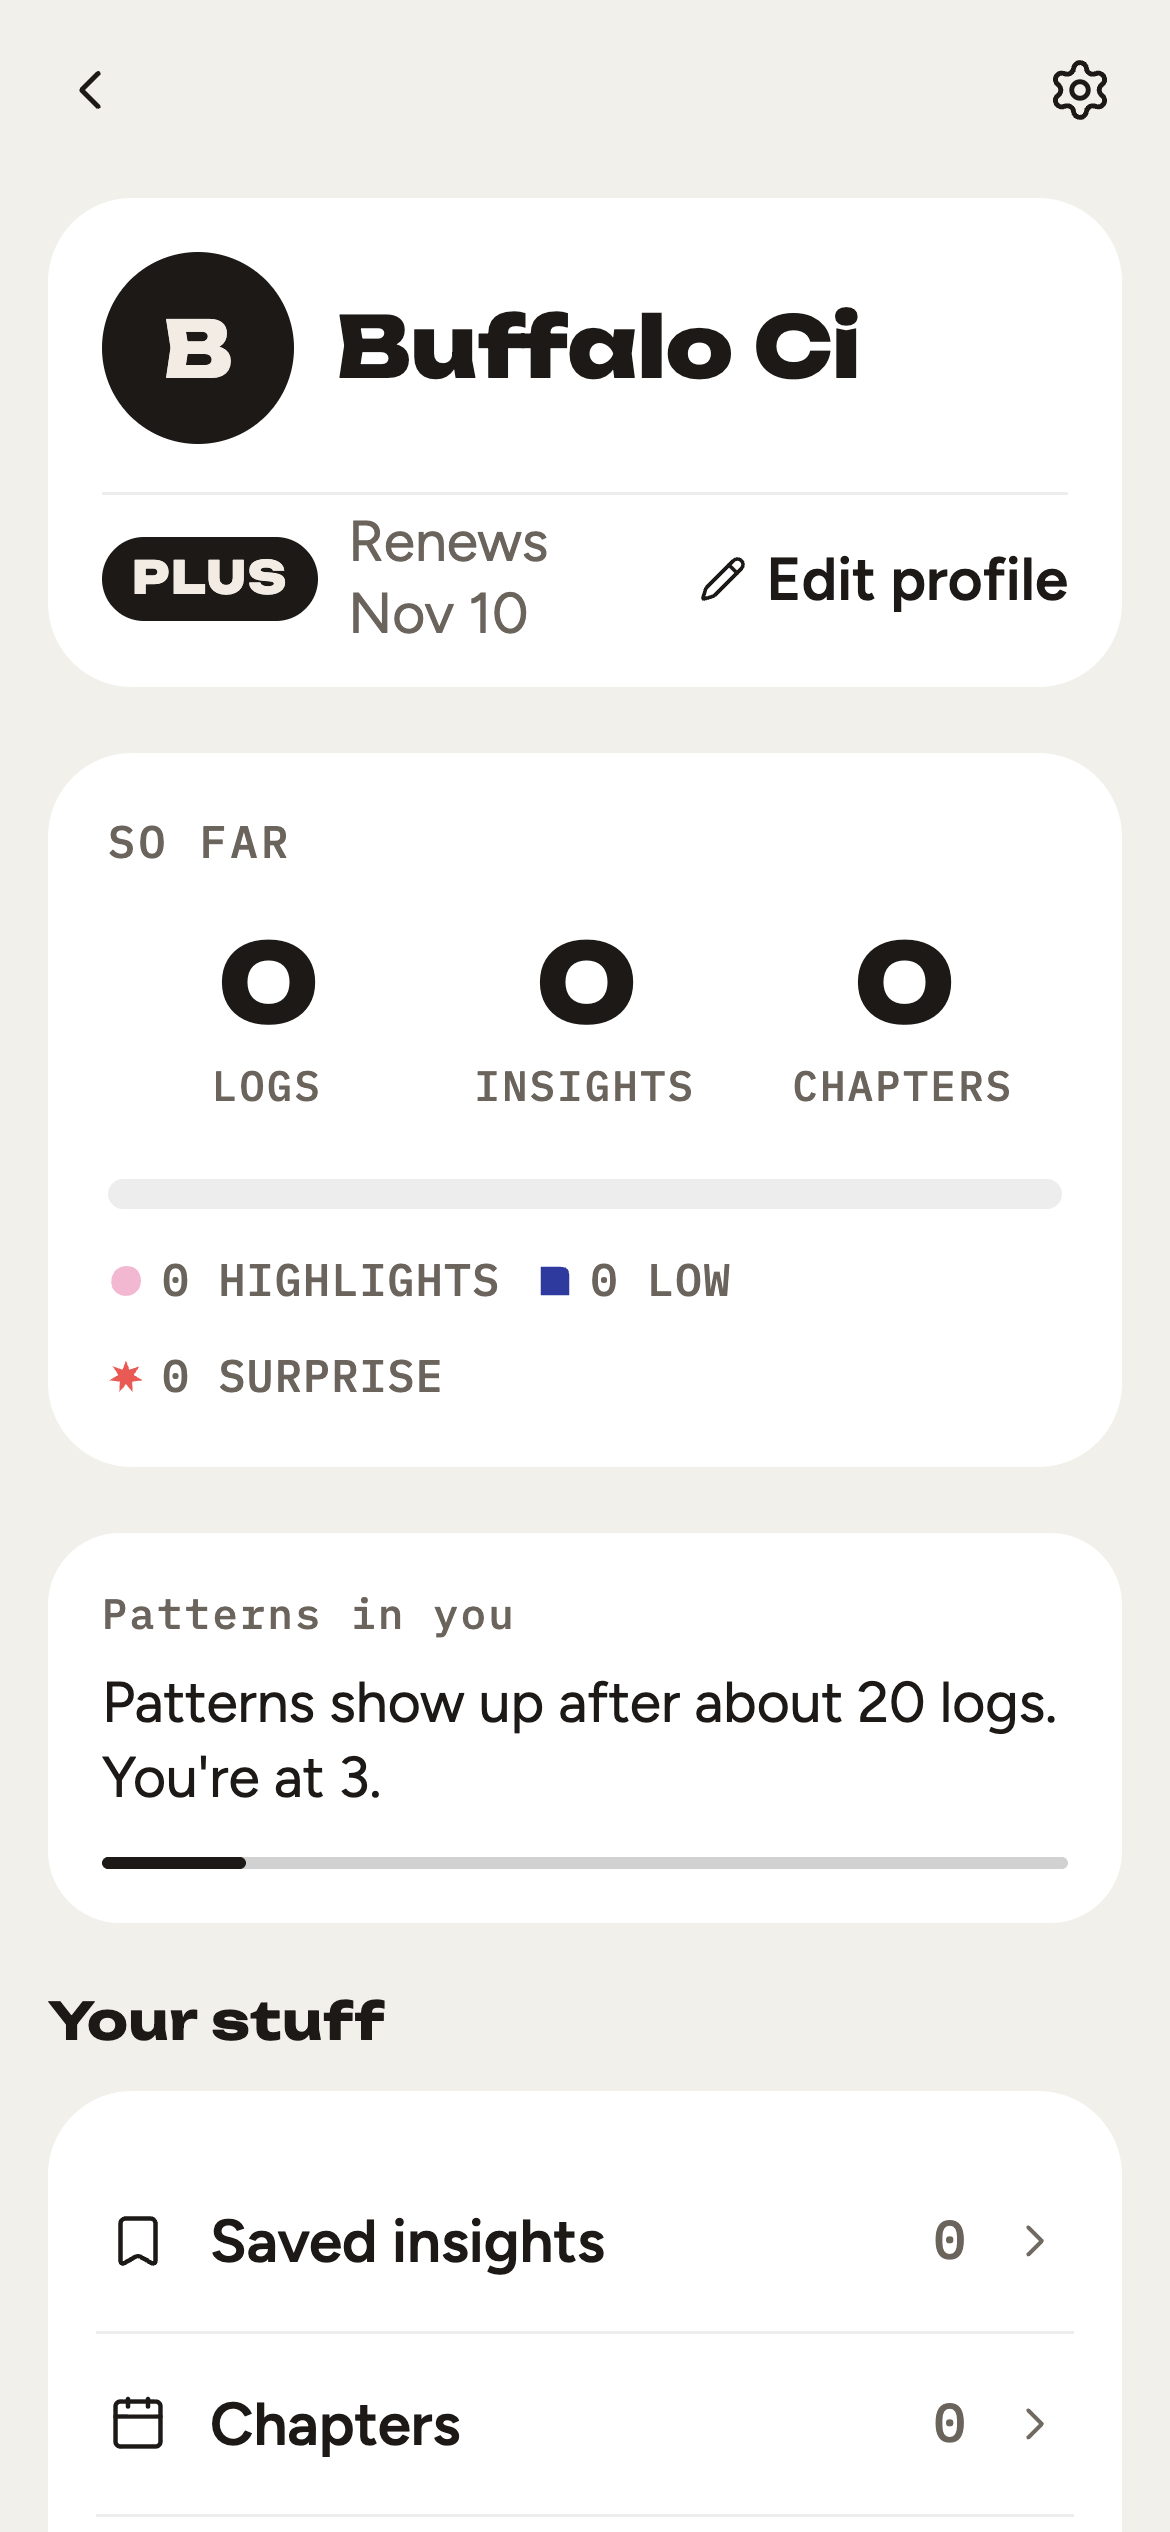 B
Buffalo Ci
PLUS
Renews
Nov 10
Edit profile
SO FAR
0 0 0
LOGS INSIGHTS CHAPTERS
0 HIGHLIGHTS 0 LOW
0 SURPRISE
Patterns in you
Patterns show up after about 20 logs.
You're at 3.
Your stuff
Saved insights 0
Chapters 0